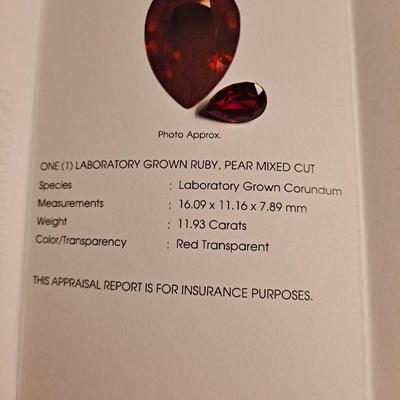 Photo Approx.
ONE (1) LABORATORY GROWN RUBY, PEAR MIXED CUT
Species : Laboratory Grown Corundum
Measurements : 16.09 x 11.16 x 7.89 mm
Weight : 11.93 Carats
Color/Transparency : Red Transparent
THIS APPRAISAL REPORT IS FOR INSURANCE PURPOSES.